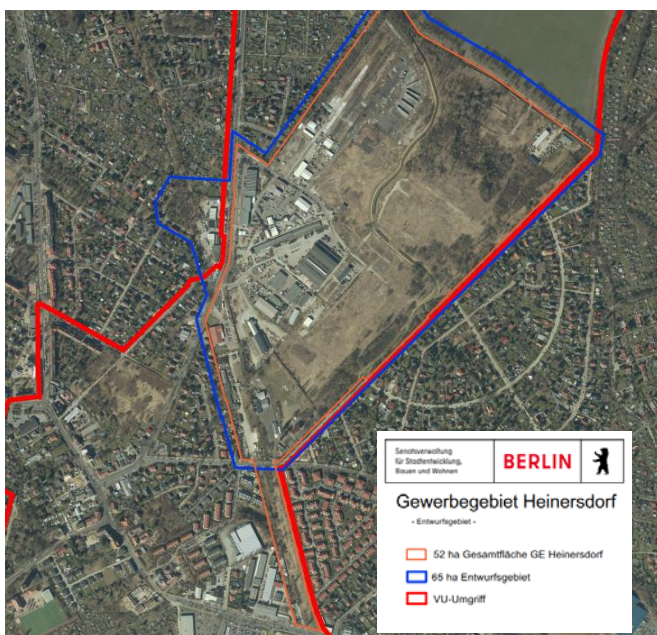 Senatsverwaltung
für Stadtentwicklung,
Bauen und Wohnen
BERLIN
Gewerbegebiet Heinersdorf
- Entwurfsgebiet -
52 ha Gesamtfläche GE Heinersdorf
65 ha Entwurfsgebiet
VU-Umgriff